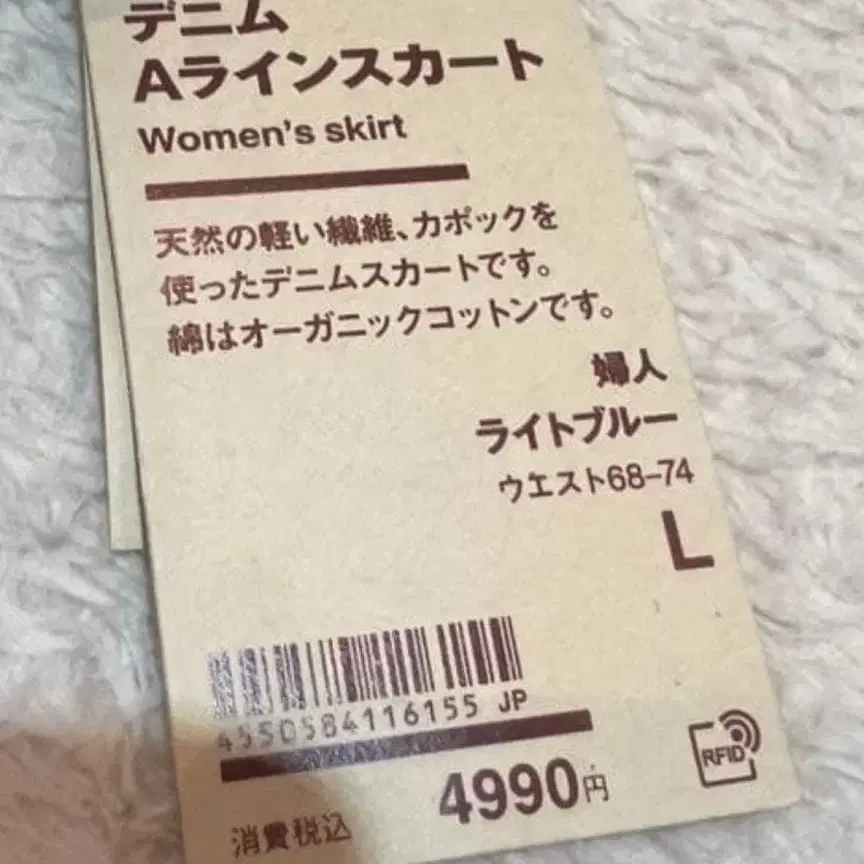 デニム
Aラインスカート
Women's skirt
天然の軽い繊維、カポックを
使ったデニムスカートです。
綿はオーガニックコットンです。
婦人
ライトブルー
ウエスト68-74
L
4550584116155 JP
RFID
4990円
消費税込